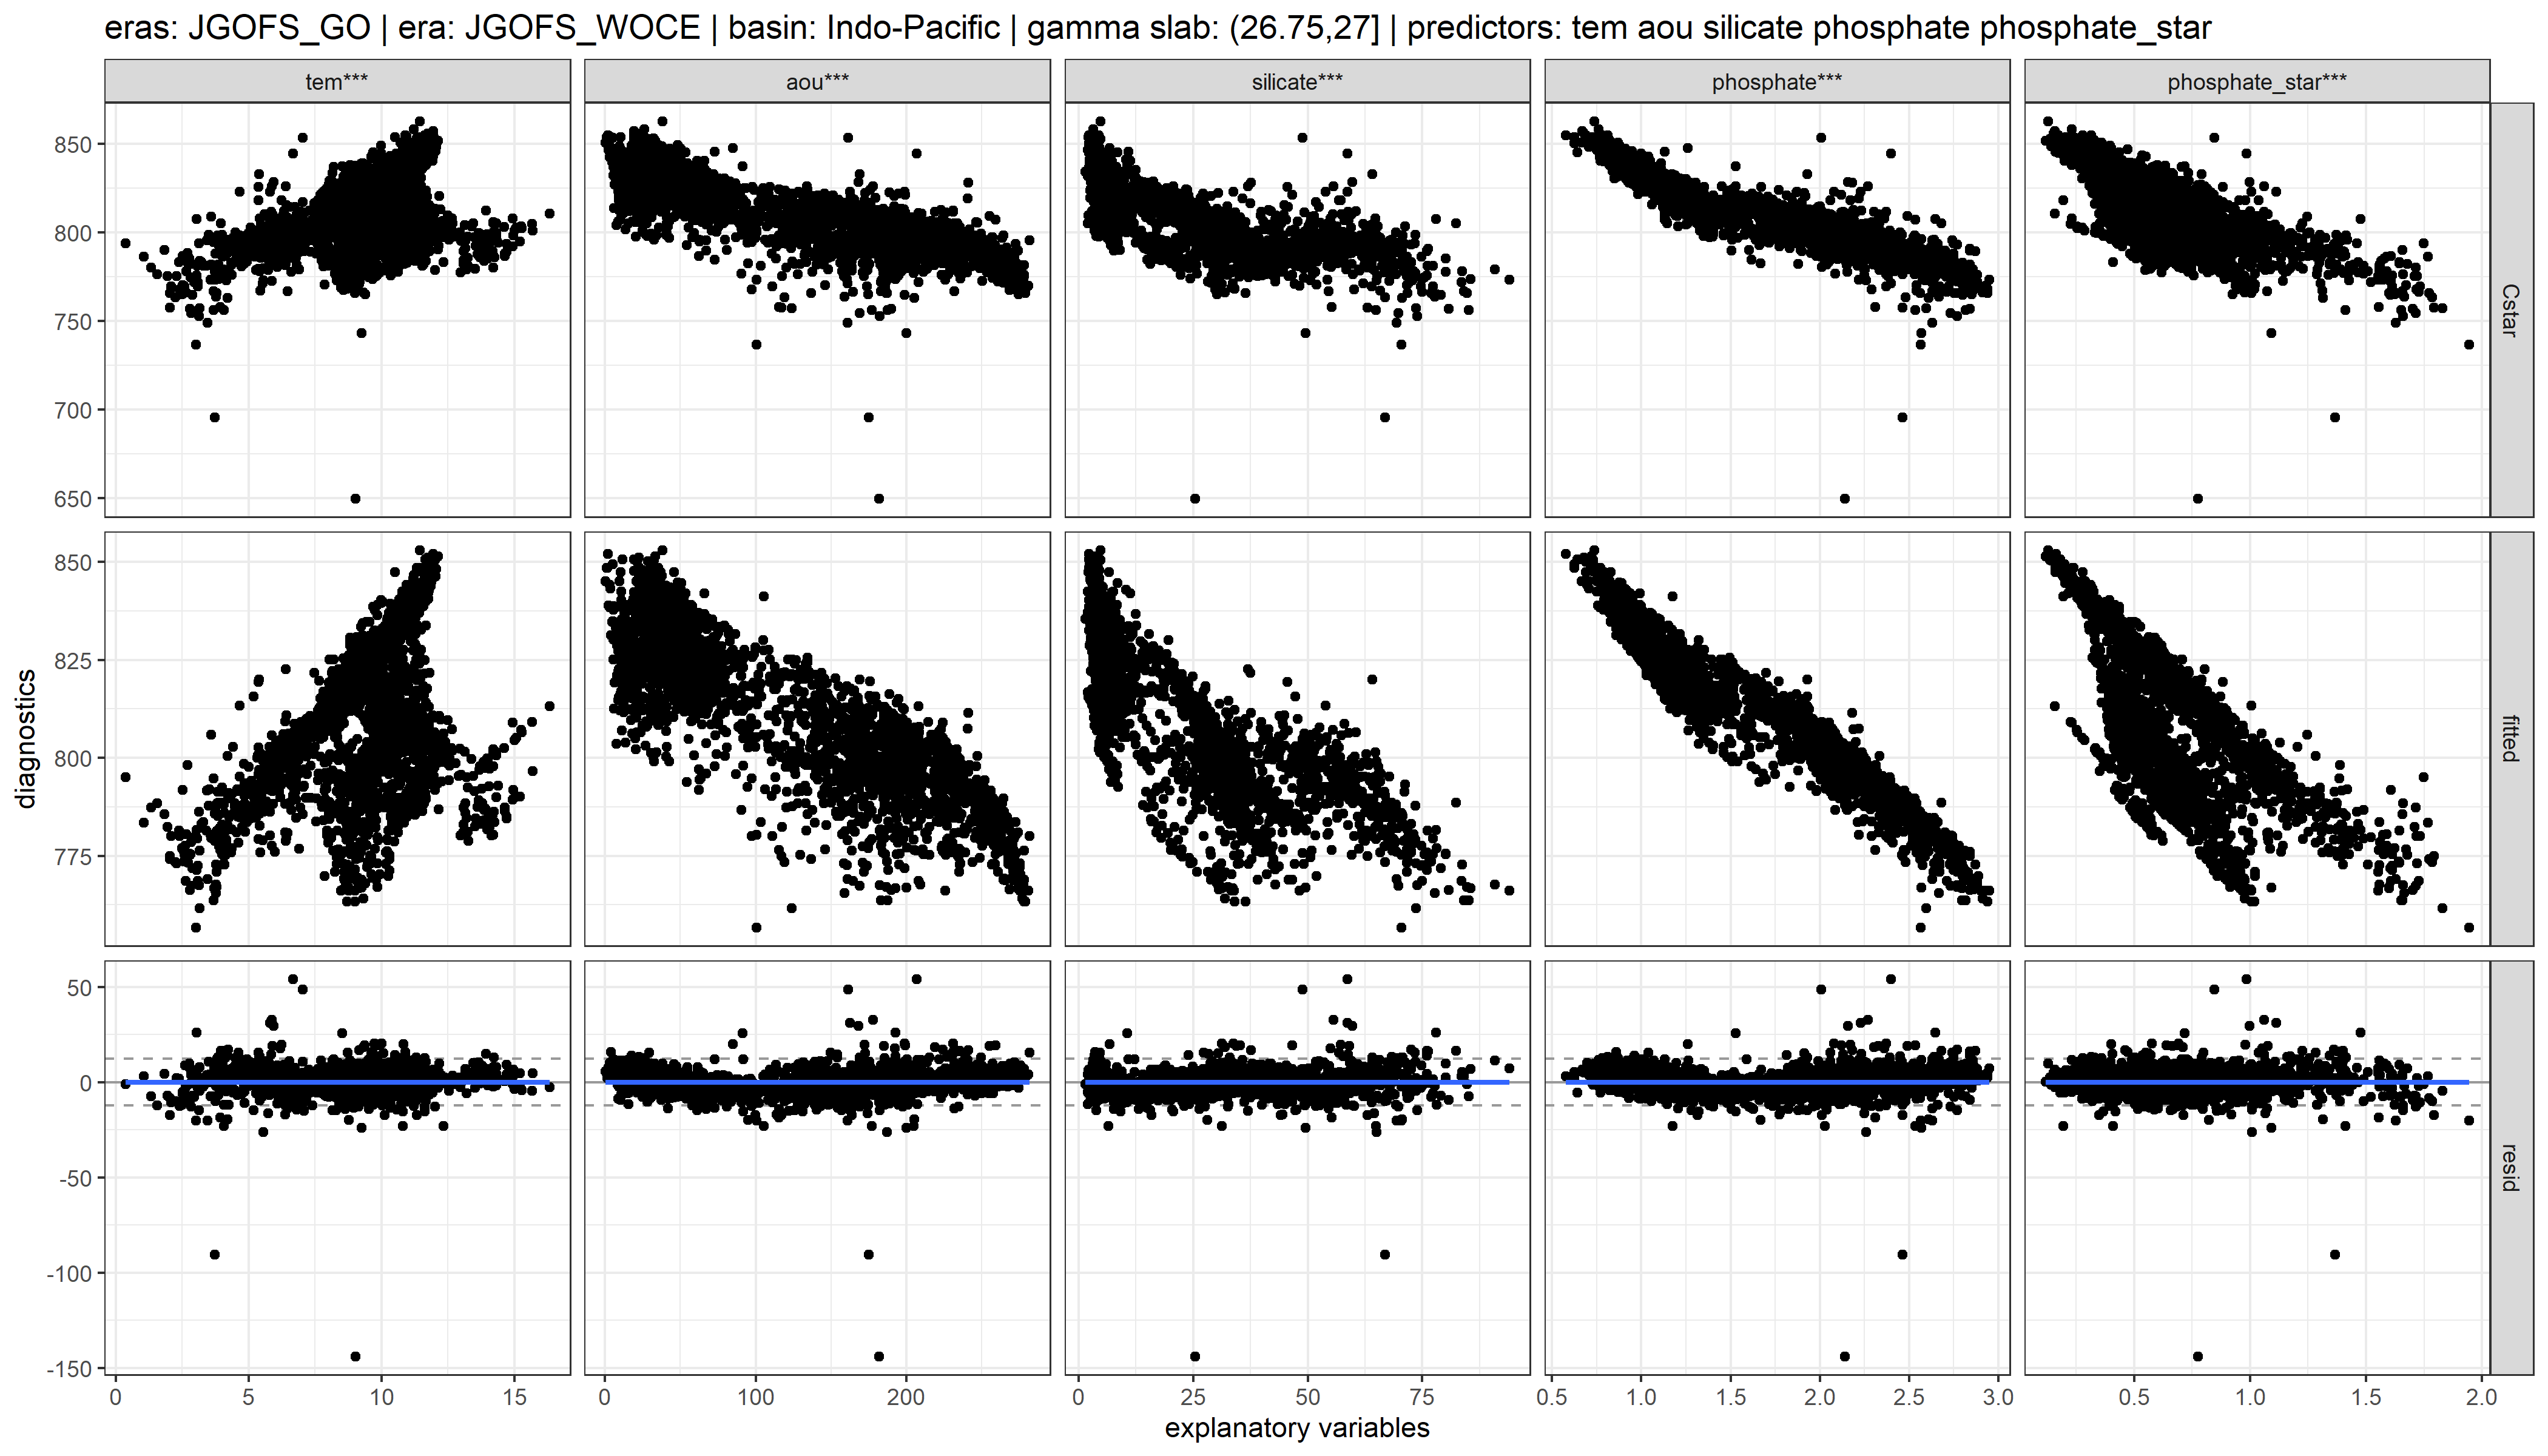 eras: JGOFS_GO | era: JGOFS_WOCE | basin: Indo-Pacific | gamma slab: (26.75,27] | predictors: tem aou silicate phosphate phosphate_star
tem*** aou*** silicate*** phosphate*** phosphate_star***
850
800
750
700
650
Cstar
850
825
800
775
fitted
diagnostics
50
0
-50
-100
-150
resid
0 5 10 15 0 100 200 0 25 50 75 0.5 1.0 1.5 2.0 2.5 3.0 0.5 1.0 1.5 2.0
explanatory variables